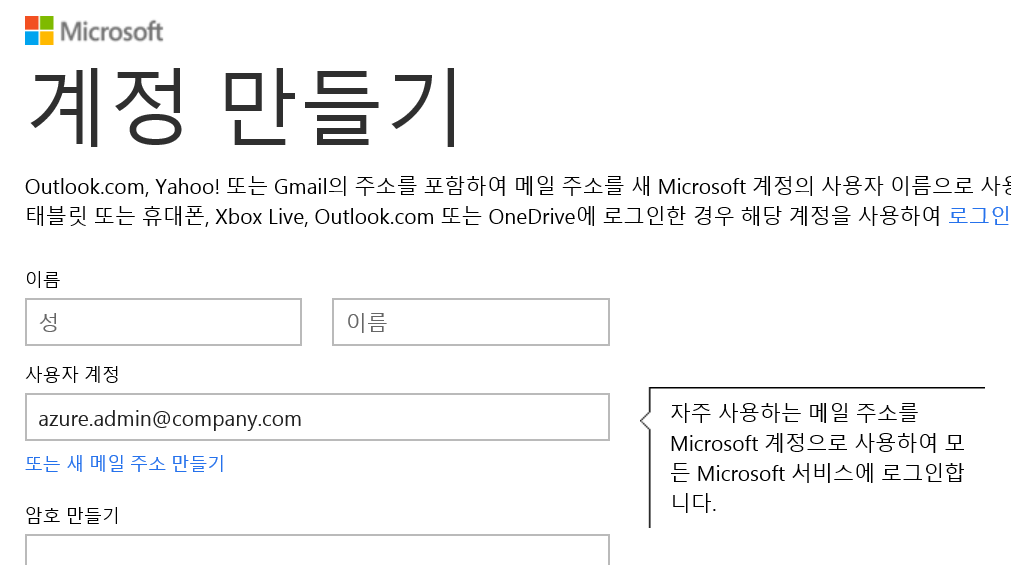 Microsoft
계정 만들기
Outlook.com, Yahoo! 또는 Gmail의 주소를 포함하여 메일 주소를 새 Microsoft 계정의 사용자 이름으로 사용
태블릿 또는 휴대폰, Xbox Live, Outlook.com 또는 OneDrive에 로그인한 경우 해당 계정을 사용하여 로그인
이름
성 이름
사용자 계정
azure.admin@company.com
또는 새 메일 주소 만들기
자주 사용하는 메일 주소를
Microsoft 계정으로 사용하여 모
든 Microsoft 서비스에 로그인합
니다.
암호 만들기